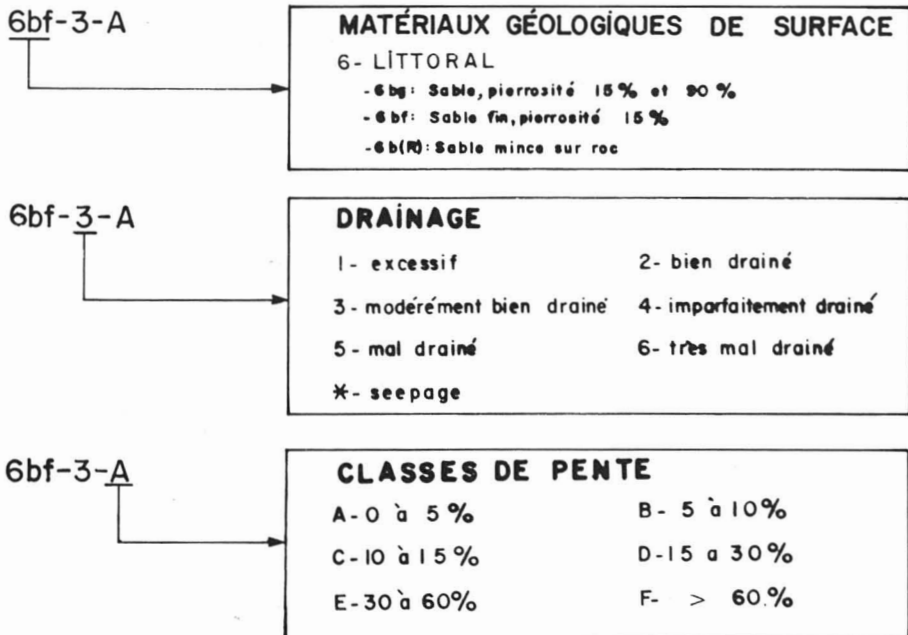 6bf-3-A
MATÉRIAUX GÉOLOGIQUES DE SURFACE
6- LITTORAL
-6bg: Sable, pierrosité 15% et 90%
-6bf: Sable fin, pierrosité 15%
-6b(R): Sable mince sur roc
6bf-3-A
DRAINAGE
1- excessif 2- bien drainé
3- modérément bien drainé 4- imparfaitement drainé
5- mal drainé 6- très mal drainé
*- seepage
6bf-3-A
CLASSES DE PENTE
A-0 à 5% B- 5 à 10%
C-10 à 15% D-15 a 30%
E-30 à 60% F- > 60.%